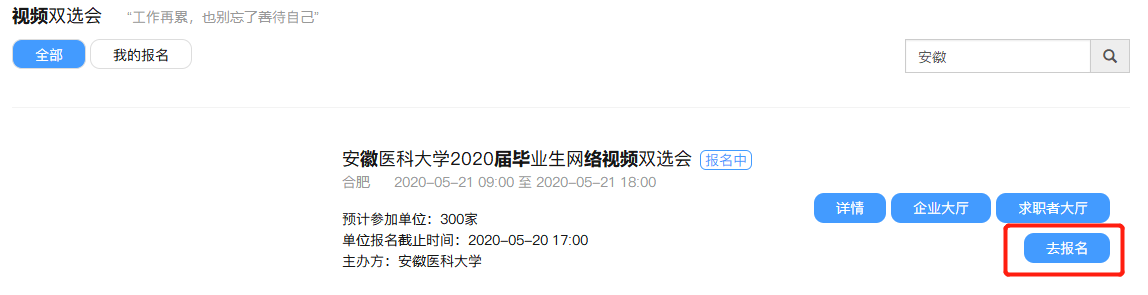 视频双选会 “工作再累，也别忘了善待自己”
全部 我的报名 安徽
安徽医科大学2020届毕业生网络视频双选会 报名中
合肥 2020-05-21 09:00 至 2020-05-21 18:00
详情 企业大厅 求职者大厅
预计参加单位：300家
单位报名截止时间：2020-05-20 17:00
去报名
主办方：安徽医科大学